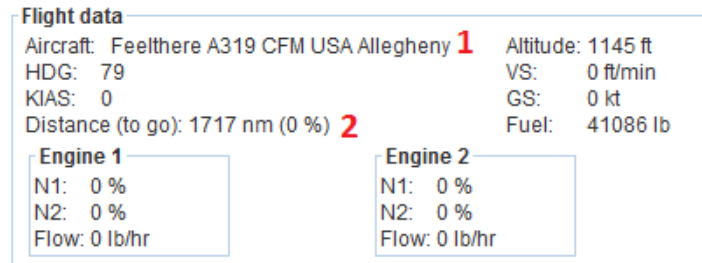 Flight data
Aircraft: Feelthere A319 CFM USA Allegheny 1 Altitude: 1145 ft
HDG: 79 VS: 0 ft/min
KIAS: 0 GS: 0 kt
Distance (to go): 1717 nm (0 %) 2 Fuel: 41086 lb
Engine 1 Engine 2
N1: 0 % N1: 0 %
N2: 0 % N2: 0 %
Flow: 0 lb/hr Flow: 0 lb/hr